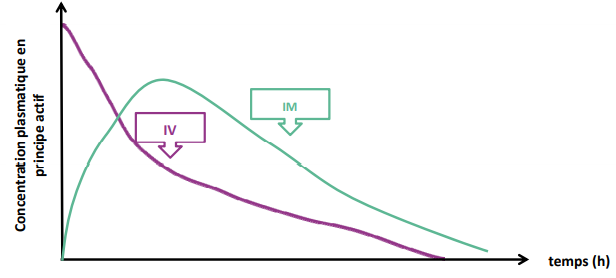 Concentration plasmatique en
principe actif
IV
IM
temps (h)